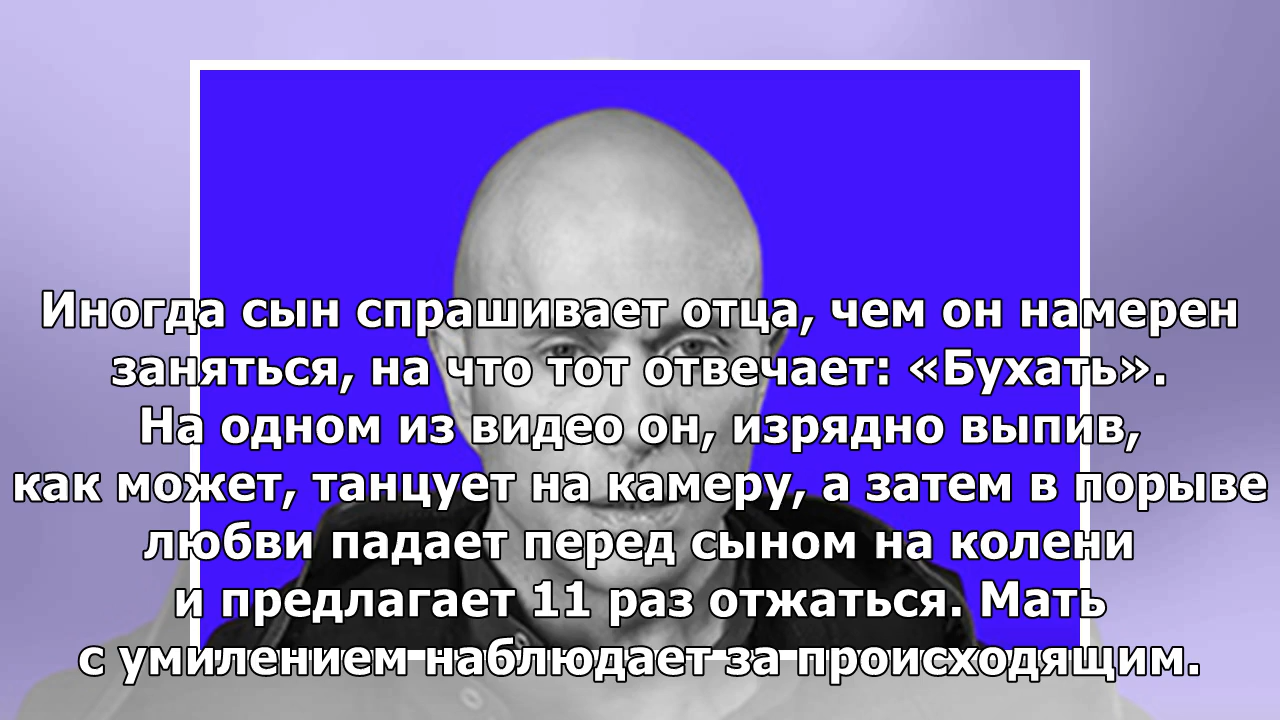 Иногда сын спрашивает отца, чем он намерен
заняться, на что тот отвечает: «Бухать».
На одном из видео он, изрядно выпив,
как может, танцует на камеру, а затем в порыве
любви падает перед сыном на колени
и предлагает 11 раз отжаться. Мать
с умилением наблюдает за происходящим.